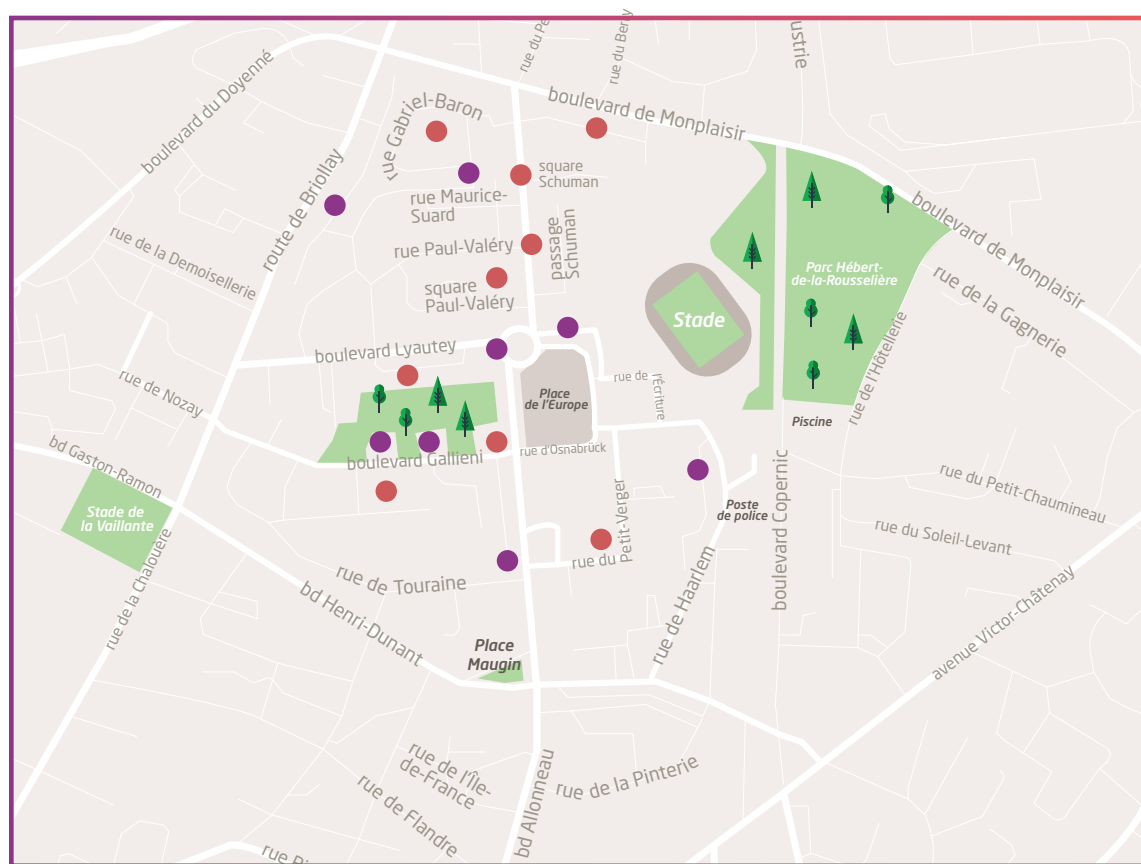 rue du Pe
rue du Berry
ustrie
boulevard du Doyenné
rue Gabriel-Baron
boulevard de Monplaisir
route de Briollay
square
Schuman
rue Maurice-
Suard
passage
Schuman
rue Paul-Valéry
rue de la Demoisellerie
square
Paul-Valéry
boulevard de Monplaisir
Parc Hébert-
de-la-Rousselière
rue de la Gagnerie
Stade
rue de l'Hôtellerie
boulevard Lyautey
rue de Nozay
rue de
l'Écriture
Place
de l'Europe
Piscine
bd Gaston-Ramon
boulevard Gallieni
rue d'Osnabrück
Stade de
la Vaillante
rue du
Petit-Verger
Poste
de police
boulevard Copernic
rue du Petit-Chaumineau
rue du Soleil-Levant
rue de la Chalouère
rue de Touraine
bd Henri-Dunant
rue de Haarlem
avenue Victor-Châtenay
Place
Maugin
rue de l'Île-
de-France
rue de Flandre
bd Allonneau
rue de la Pinterie